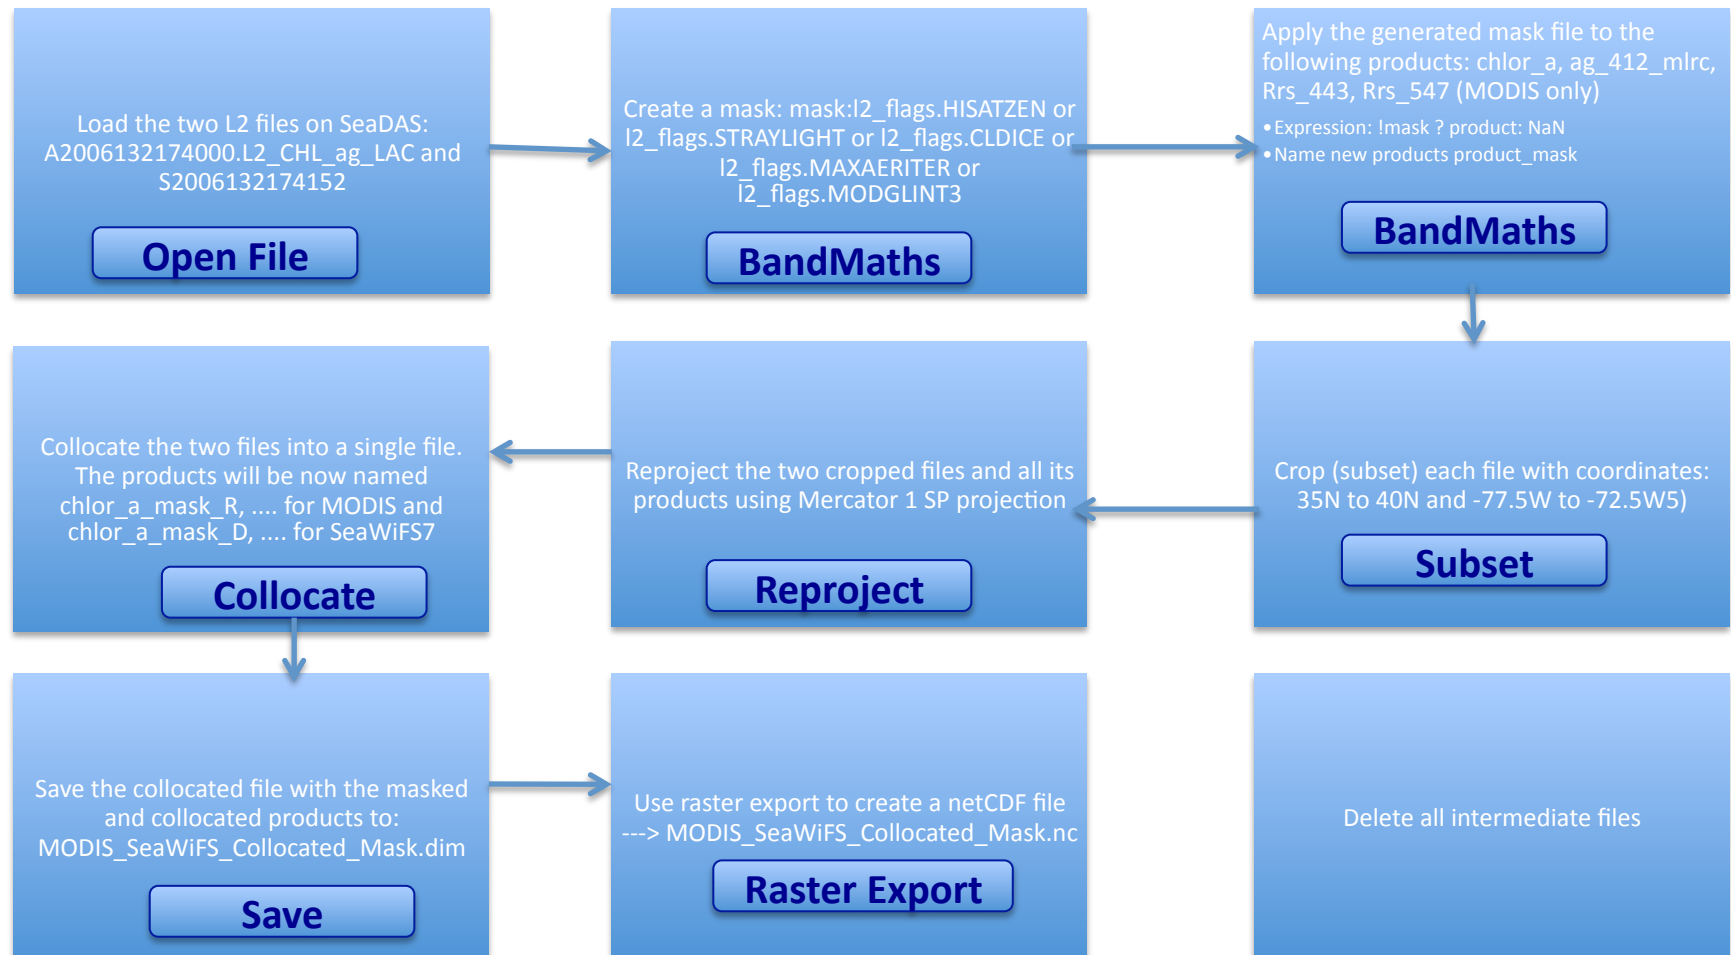 Load the two L2 files on SeaDAS:
A2006132174000.L2_CHL_ag_LAC and
S2006132174152
Open File
Create a mask: mask:l2_flags.HISATZEN or
l2_flags.STRAYLIGHT or l2_flags.CLDICE or
l2_flags.MAXAERITER or
l2_flags.MODGLINT3
BandMaths
Apply the generated mask file to the
following products: chlor_a, ag_412_mlrc,
Rrs_443, Rrs_547 (MODIS only)
•Expression: !mask ? product: NaN
•Name new products product_mask
BandMaths
Collocate the two files into a single file.
The products will be now named
chlor_a_mask_R, .... for MODIS and
chlor_a_mask_D, .... for SeaWiFS7
Collocate
Reproject the two cropped files and all its
products using Mercator 1 SP projection
Reproject
Crop (subset) each file with coordinates:
35N to 40N and -77.5W to -72.5W5)
Subset
Save the collocated file with the masked
and collocated products to:
MODIS_SeaWiFS_Collocated_Mask.dim
Save
Use raster export to create a netCDF file
---> MODIS_SeaWiFS_Collocated_Mask.nc
Raster Export
Delete all intermediate files